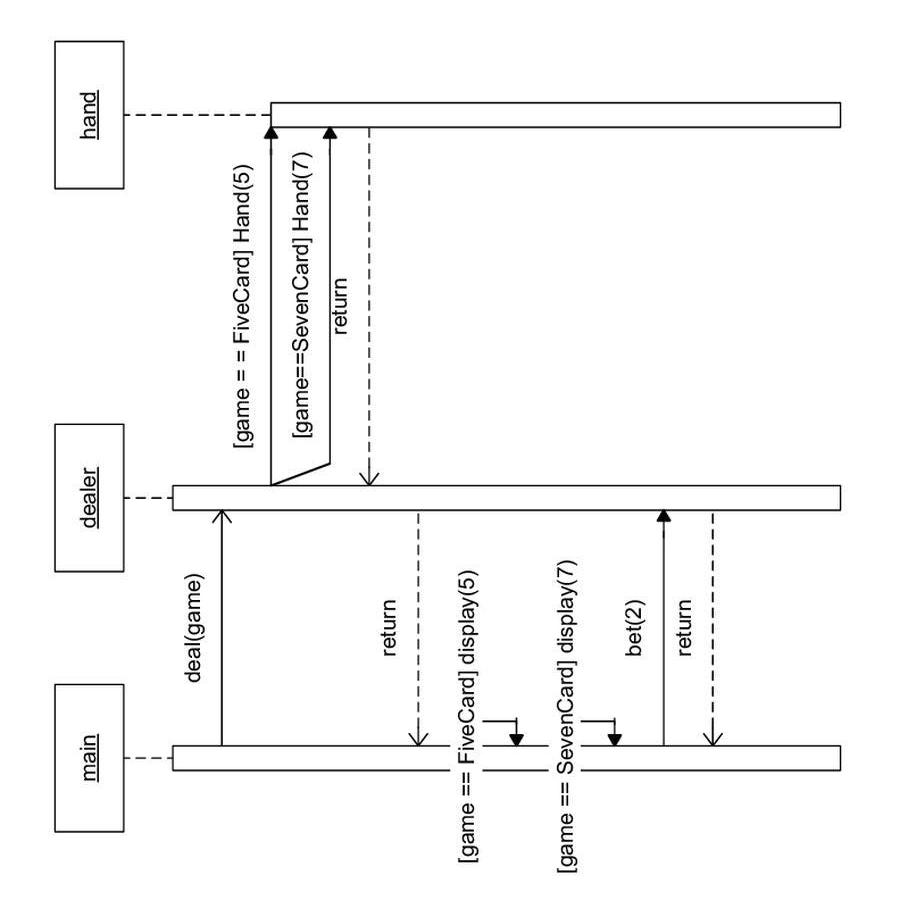 main
dealer
hand
deal(game)
[game = = FiveCard] Hand(5)
[game==SevenCard] Hand(7)
return
return
[game == FiveCard] display(5)
[game == SevenCard] display(7)
bet(2)
return